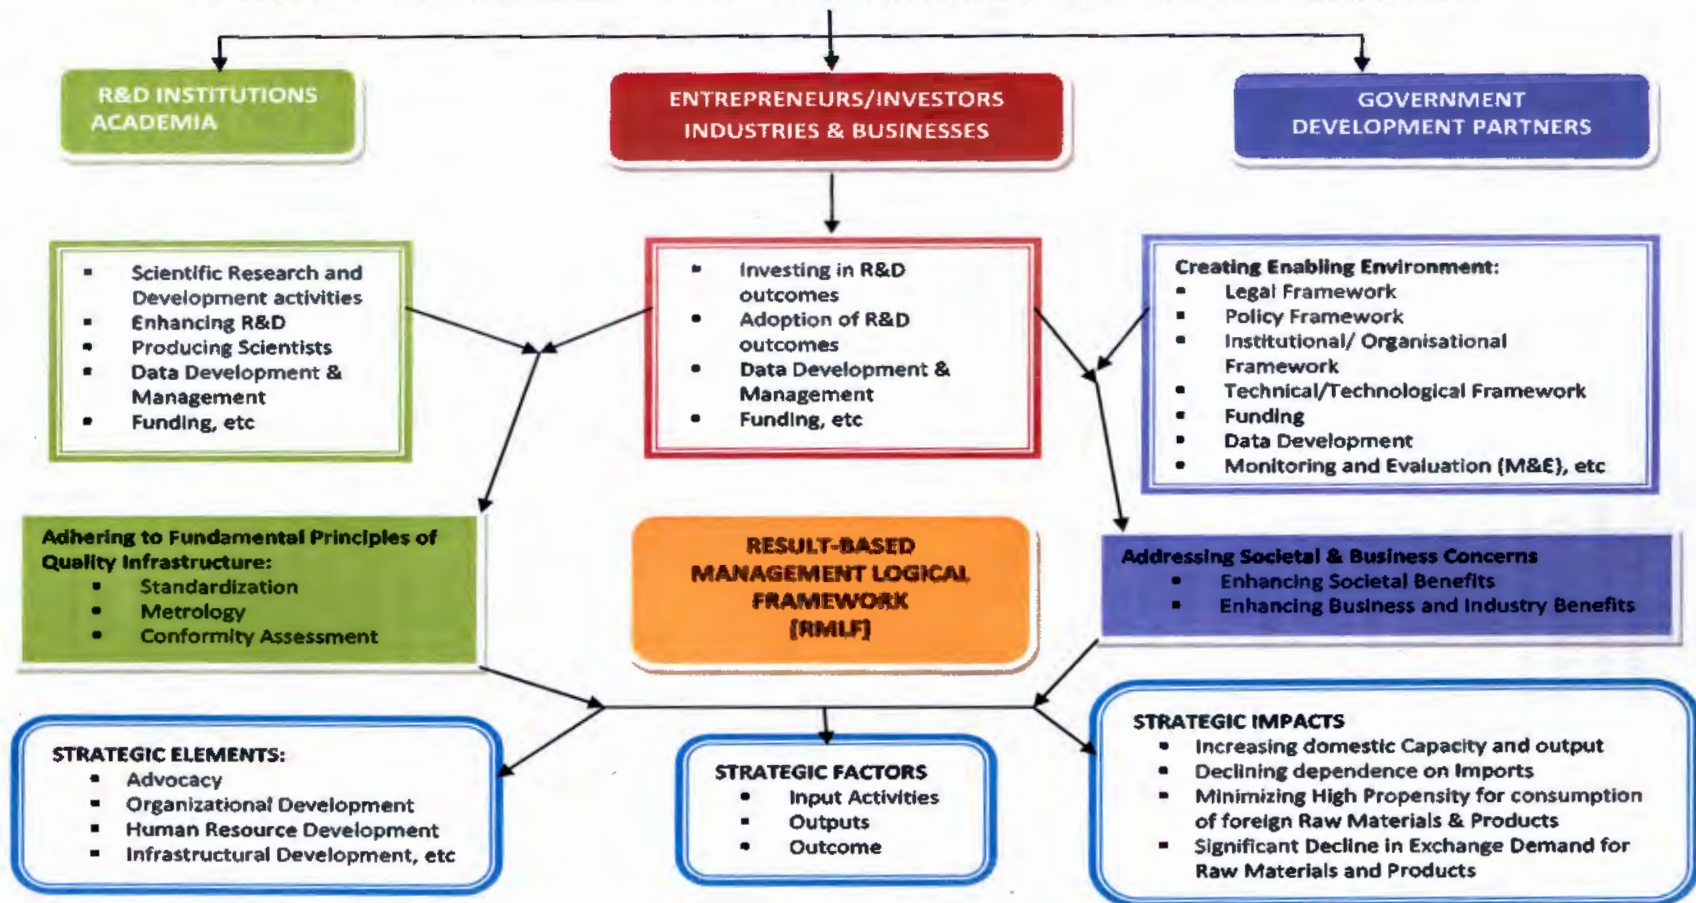 R&D INSTITUTIONS
ACADEMIA
ENTREPRENEURS/INVESTORS
INDUSTRIES & BUSINESSES
GOVERNMENT
DEVELOPMENT PARTNERS
▪ Scientific Research and
Development activities
▪ Enhancing R&D
▪ Producing Scientists
▪ Data Development &
Management
▪ Funding, etc
▪ Investing in R&D
outcomes
▪ Adoption of R&D
outcomes
▪ Data Development &
Management
▪ Funding, etc
Creating Enabling Environment:
▪ Legal Framework
▪ Policy Framework
▪ Institutional/ Organisational
Framework
▪ Technical/Technological Framework
▪ Funding
▪ Data Development
▪ Monitoring and Evaluation (M&E), etc
Adhering to Fundamental Principles of
Quality Infrastructure:
▪ Standardization
▪ Metrology
▪ Conformity Assessment
RESULT-BASED
MANAGEMENT LOGICAL
FRAMEWORK
[RMLF]
Addressing Societal & Business Concerns
▪ Enhancing Societal Benefits
▪ Enhancing Business and Industry Benefits
STRATEGIC ELEMENTS:
▪ Advocacy
▪ Organizational Development
▪ Human Resource Development
▪ Infrastructural Development, etc
STRATEGIC FACTORS
▪ Input Activities
▪ Outputs
▪ Outcome
STRATEGIC IMPACTS
▪ Increasing domestic Capacity and output
▪ Declining dependence on Imports
▪ Minimizing High Propensity for consumption
of foreign Raw Materials & Products
▪ Significant Decline in Exchange Demand for
Raw Materials and Products